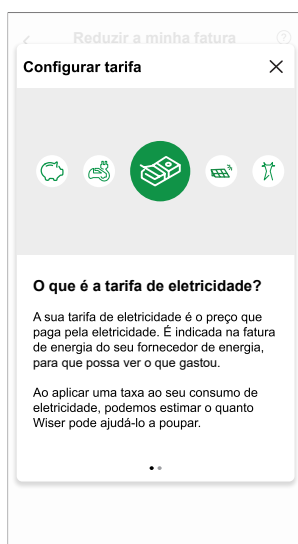 Reduzir a minha fatura
Configurar tarifa
O que é a tarifa de eletricidade?
A sua tarifa de eletricidade é o preço que
paga pela eletricidade. É indicada na fatura
de energia do seu fornecedor de energia,
para que possa ver o que gastou.
Ao aplicar uma taxa ao seu consumo de
eletricidade, podemos estimar o quanto
Wiser pode ajudá-lo a poupar.